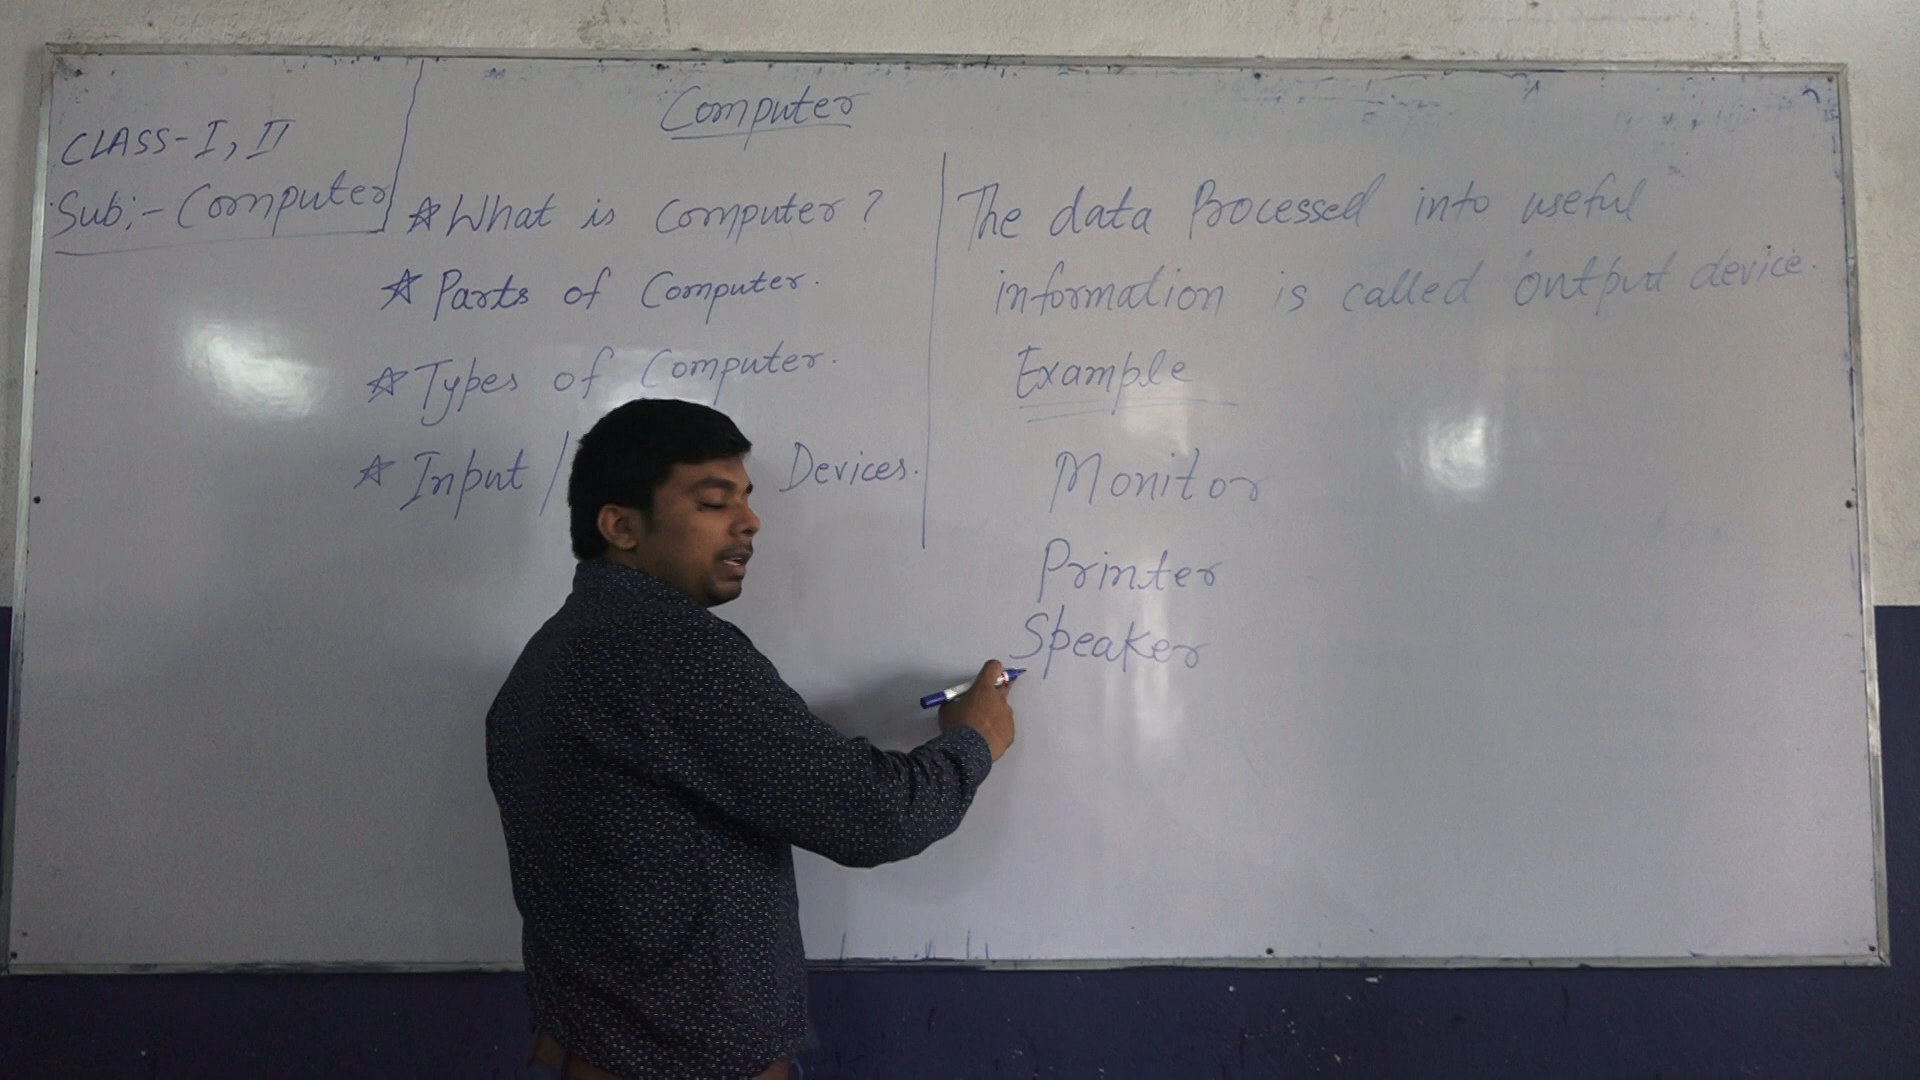 CLASS-I, II
Sub:- Computer
Computer
☆ What is Computer?
☆ Parts of Computer.
☆ Types of Computer.
☆ Input / Devices.
The data Processed into useful
information is called output device.
Example
Monitor
Printer
Speaker